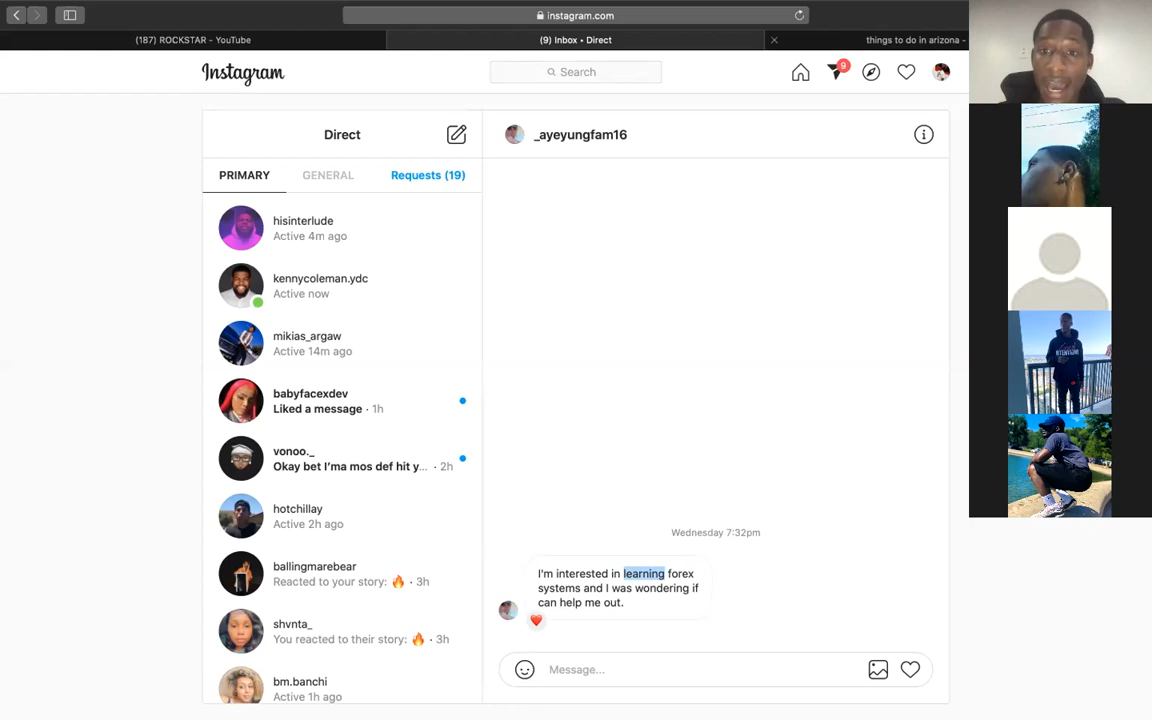 instagram.com
(187) ROCKSTAR - YouTube
(9) Inbox • Direct
things to do in arizona -
Instagram
Search
9
Direct
_ayeyungfam16
PRIMARY
GENERAL
Requests (19)
hisinterlude
Active 4m ago
kennycoleman.ydc
Active now
mikias_argaw
Active 14m ago
babyfacexdev
Liked a message · 1h
vonoo._
Okay bet I'ma mos def hit y... · 2h
hotchillay
Active 2h ago
ballingmarebear
Reacted to your story: 🔥 · 3h
shvnta_
You reacted to their story: 🔥 · 3h
bm.banchi
Active 1h ago
Wednesday 7:32pm
I'm interested in learning forex
systems and I was wondering if
can help me out.
Message...